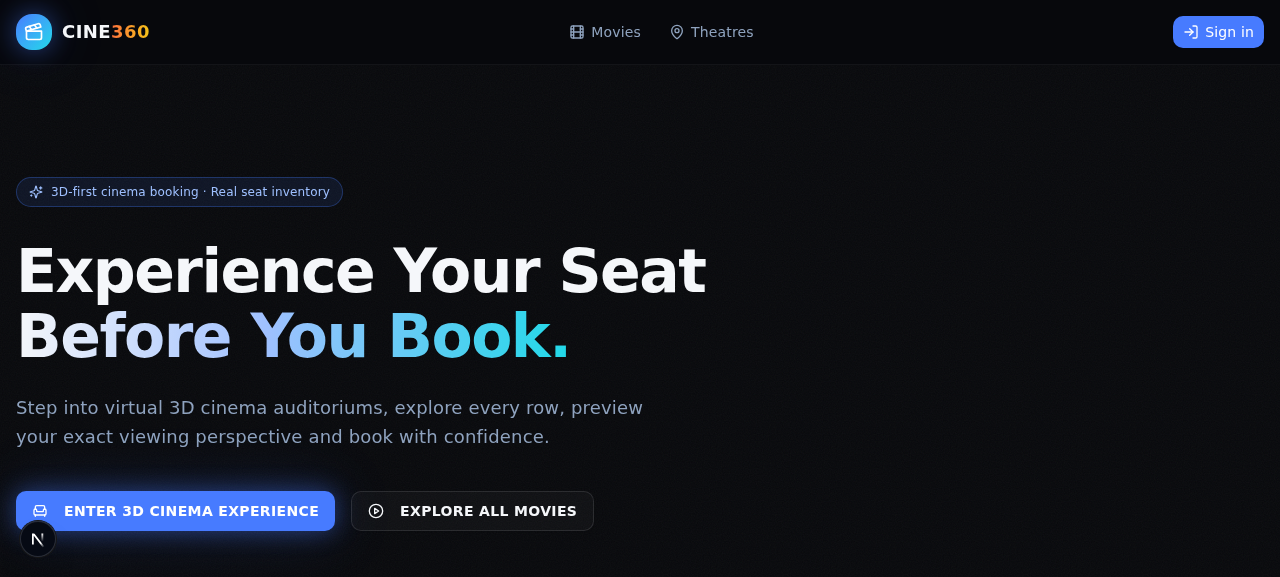 CINE360
Movies
Theatres
Sign in
3D-first cinema booking · Real seat inventory
Experience Your Seat
Before You Book.
Step into virtual 3D cinema auditoriums, explore every row, preview
your exact viewing perspective and book with confidence.
ENTER 3D CINEMA EXPERIENCE
EXPLORE ALL MOVIES
N